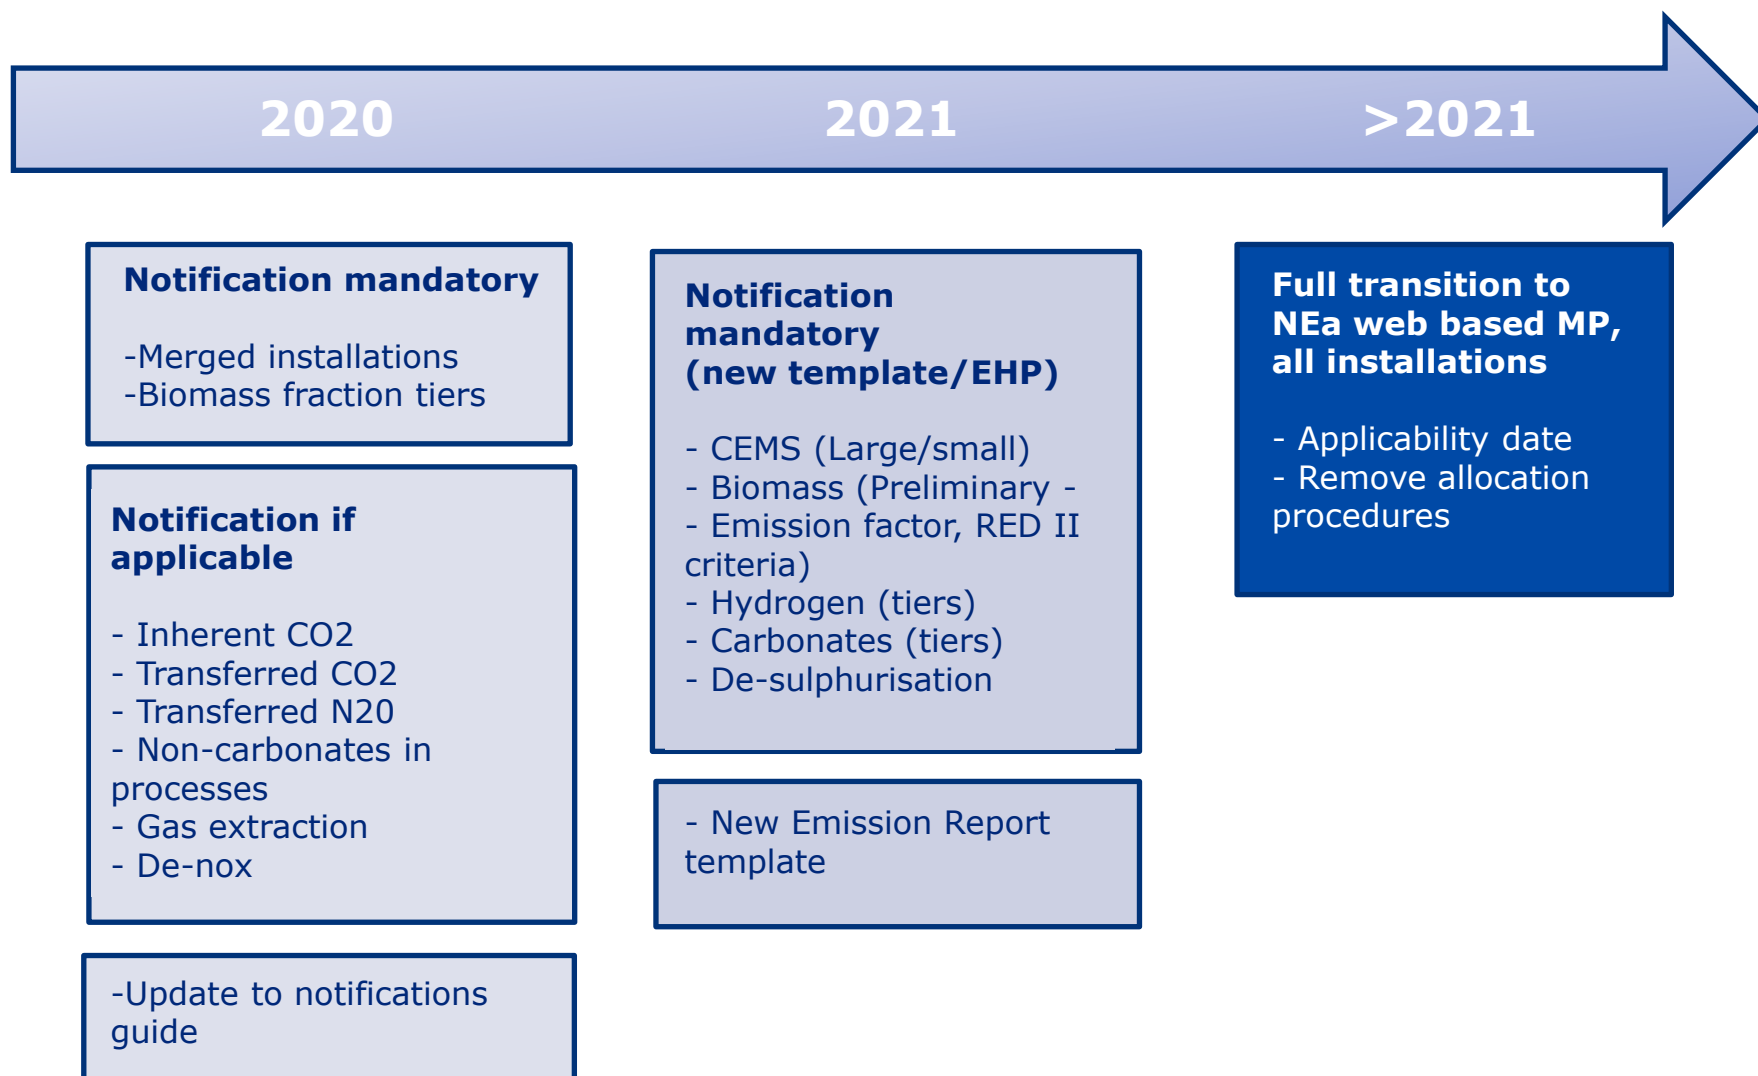 2020
2021
>2021
Notification mandatory
-Merged installations
-Biomass fraction tiers
Notification if
applicable
- Inherent CO2
- Transferred CO2
- Transferred N20
- Non-carbonates in
processes
- Gas extraction
- De-nox
-Update to notifications
guide
Notification
mandatory
(new template/EHP)
- CEMS (Large/small)
- Biomass (Preliminary -
- Emission factor, RED II
criteria)
- Hydrogen (tiers)
- Carbonates (tiers)
- De-sulphurisation
- New Emission Report
template
Full transition to
NEa web based MP,
all installations
- Applicability date
- Remove allocation
procedures